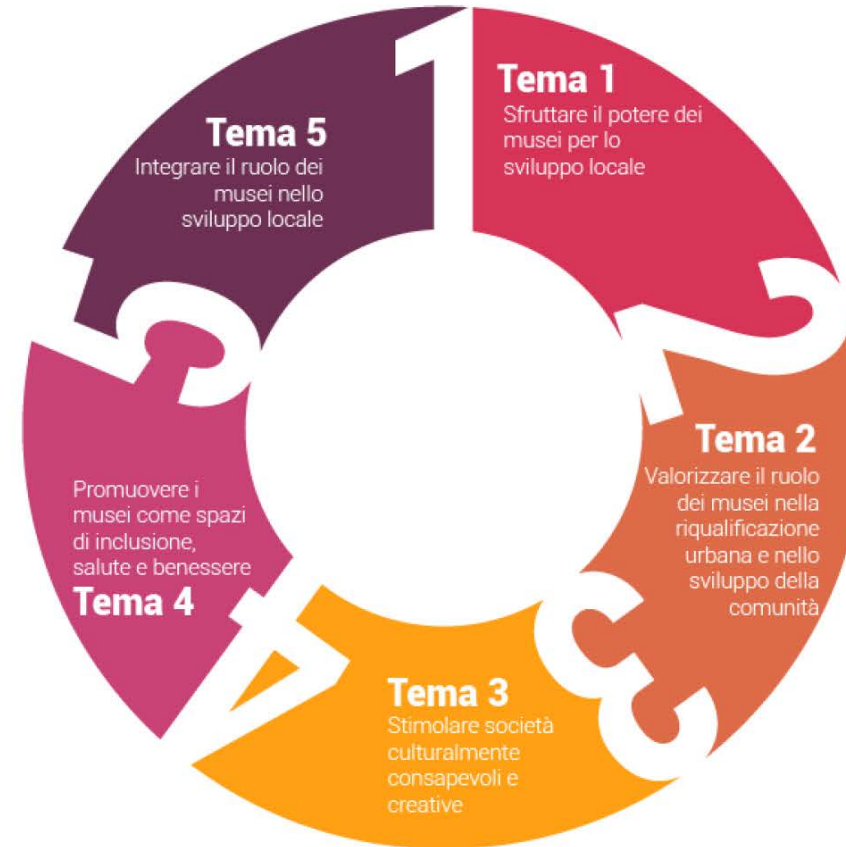 1
Tema 1
Sfruttare il potere dei
musei per lo
sviluppo locale
2
Tema 2
Valorizzare il ruolo
dei musei nella
riqualificazione
urbana e nello
sviluppo della
comunità
3
Tema 3
Stimolare società
culturalmente
consapevoli e
creative
4
Promuovere i
musei come spazi
di inclusione,
salute e benessere
Tema 4
5
Tema 5
Integrare il ruolo dei
musei nello
sviluppo locale